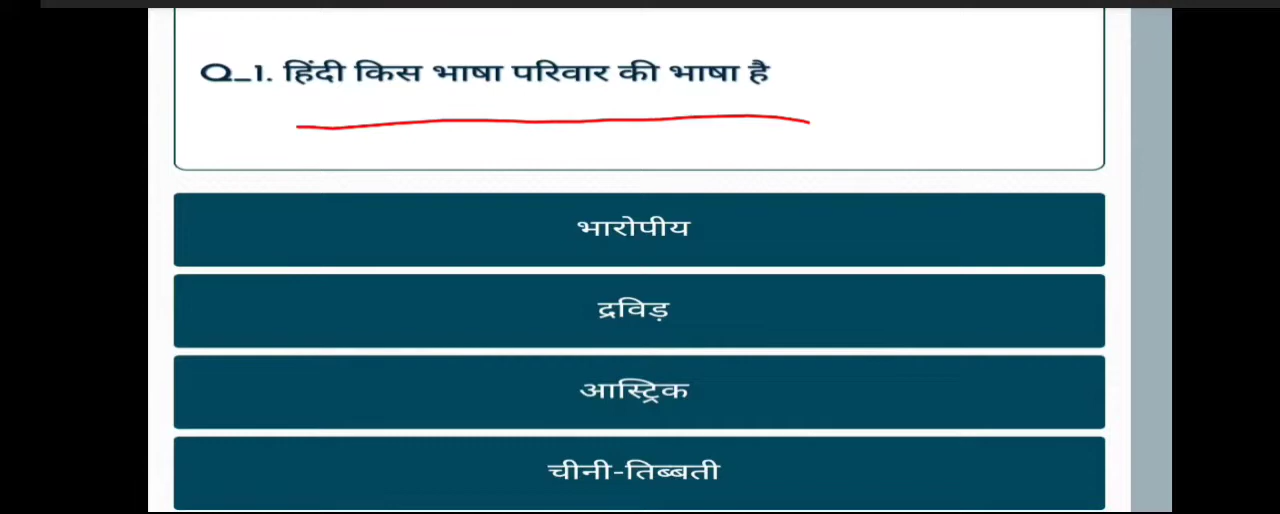 Q_1. हिंदी किस भाषा परिवार की भाषा है
भारोपीय
द्रविड़
आस्ट्रिक
चीनी-तिब्बती